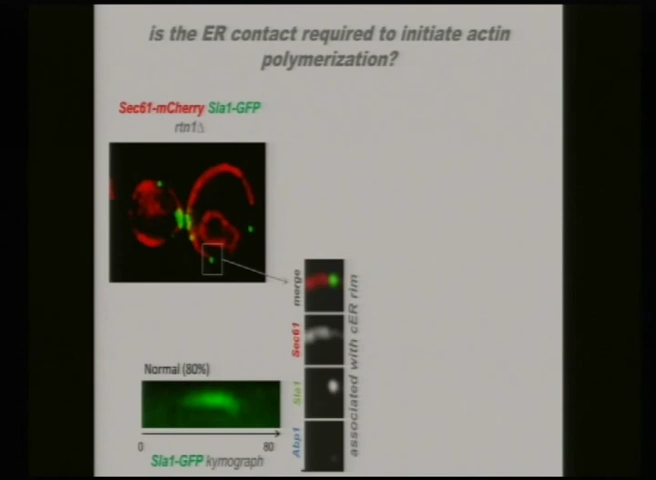 is the ER contact required to initiate actin
polymerization?
Sec61-mCherry Sla1-GFP
rtn1Δ
merge
Sec61
Sla1
Abp1
associated with cER rim
Normal (80%)
0
80
Sla1-GFP kymograph